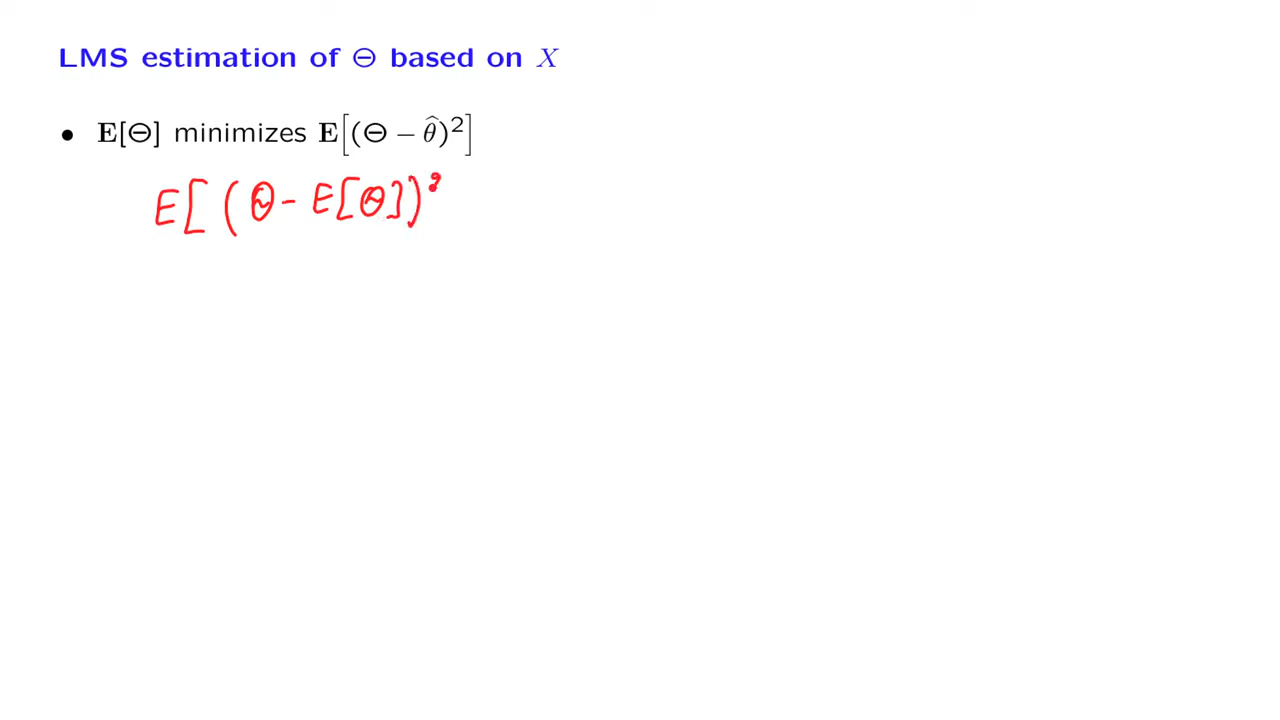 LMS estimation of Θ based on X
• E[Θ] minimizes E[(Θ − θ̂)²]
E[(Θ - E[Θ])²